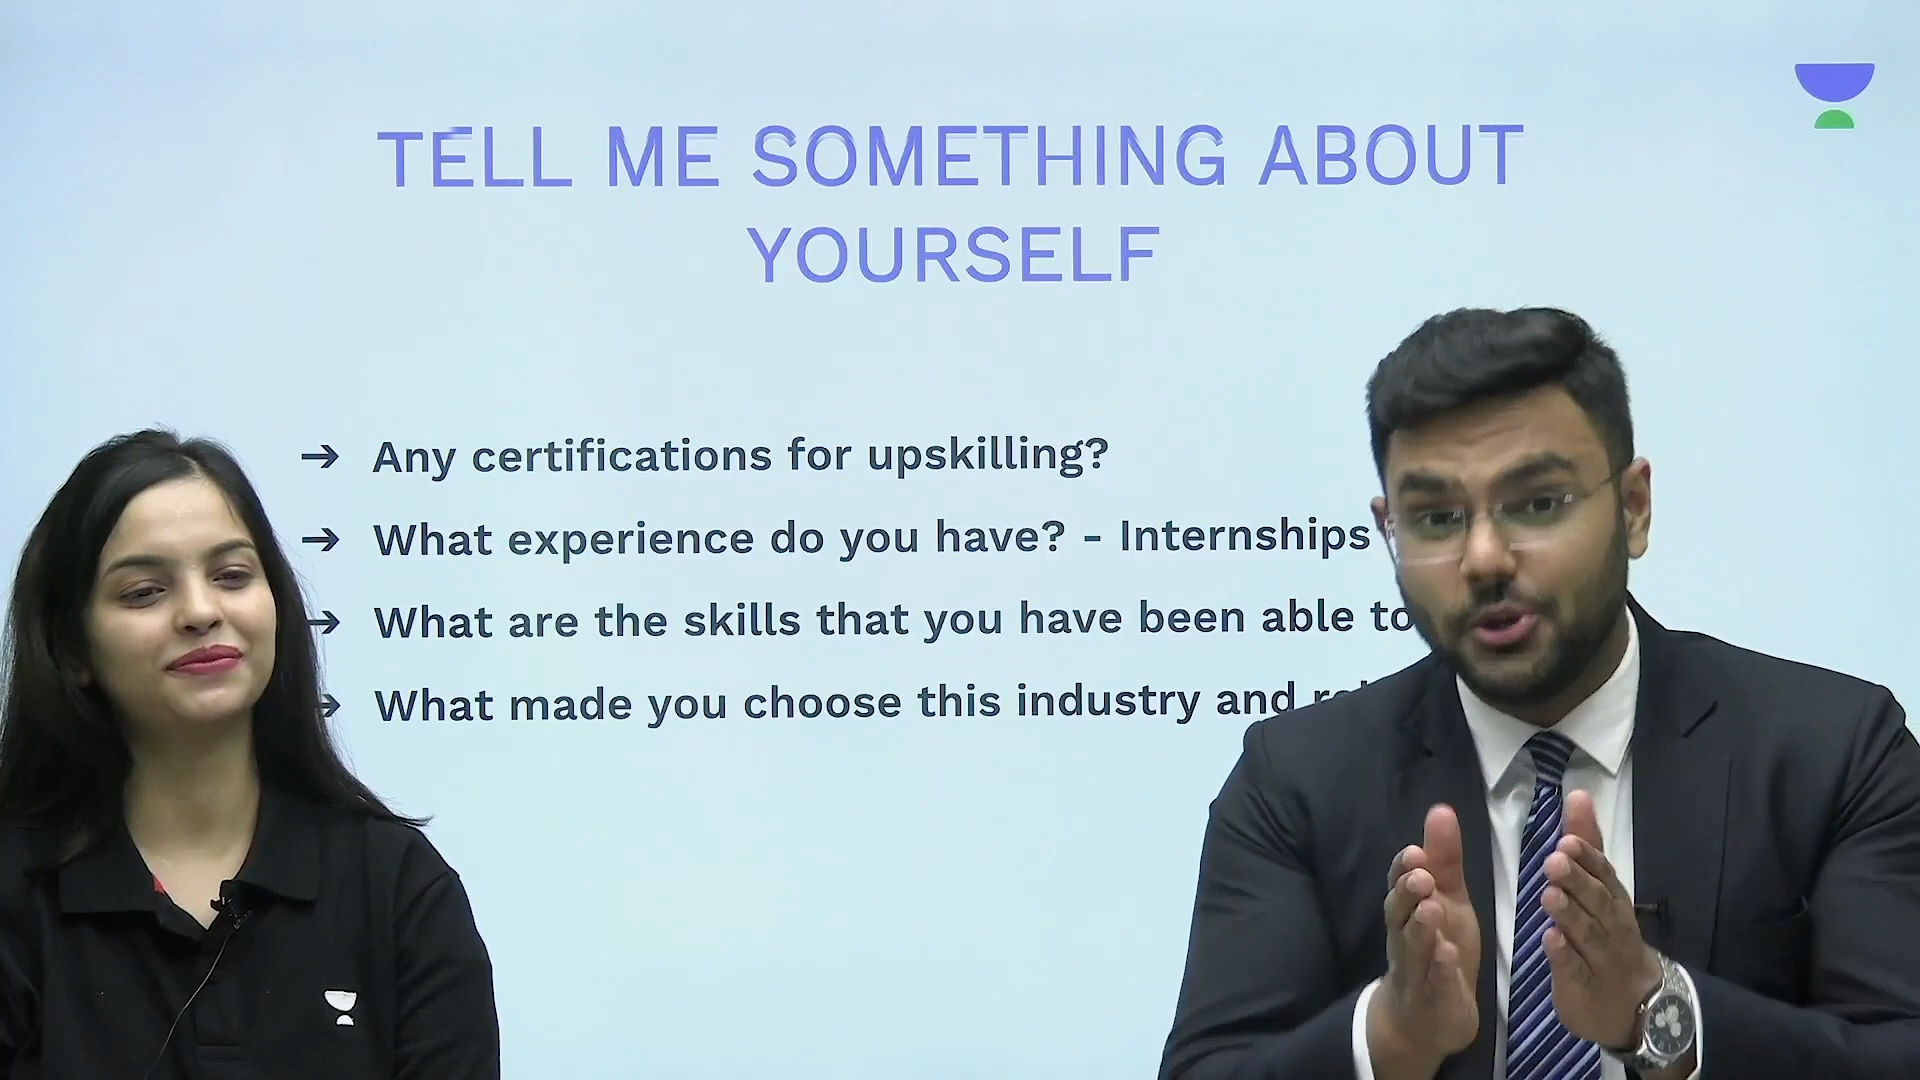 TELL ME SOMETHING ABOUT
YOURSELF
→ Any certifications for upskilling?
→ What experience do you have? - Internships
→ What are the skills that you have been able to
→ What made you choose this industry and